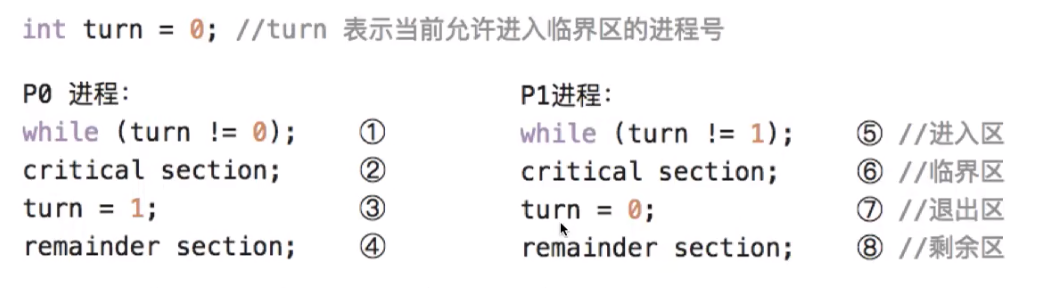 int turn = 0; //turn 表示当前允许进入临界区的进程号
P0 进程:
while (turn != 0); ①
critical section; ②
turn = 1; ③
remainder section; ④
P1进程:
while (turn != 1); ⑤ //进入区
critical section; ⑥ //临界区
turn = 0; ⑦ //退出区
remainder section; ⑧ //剩余区